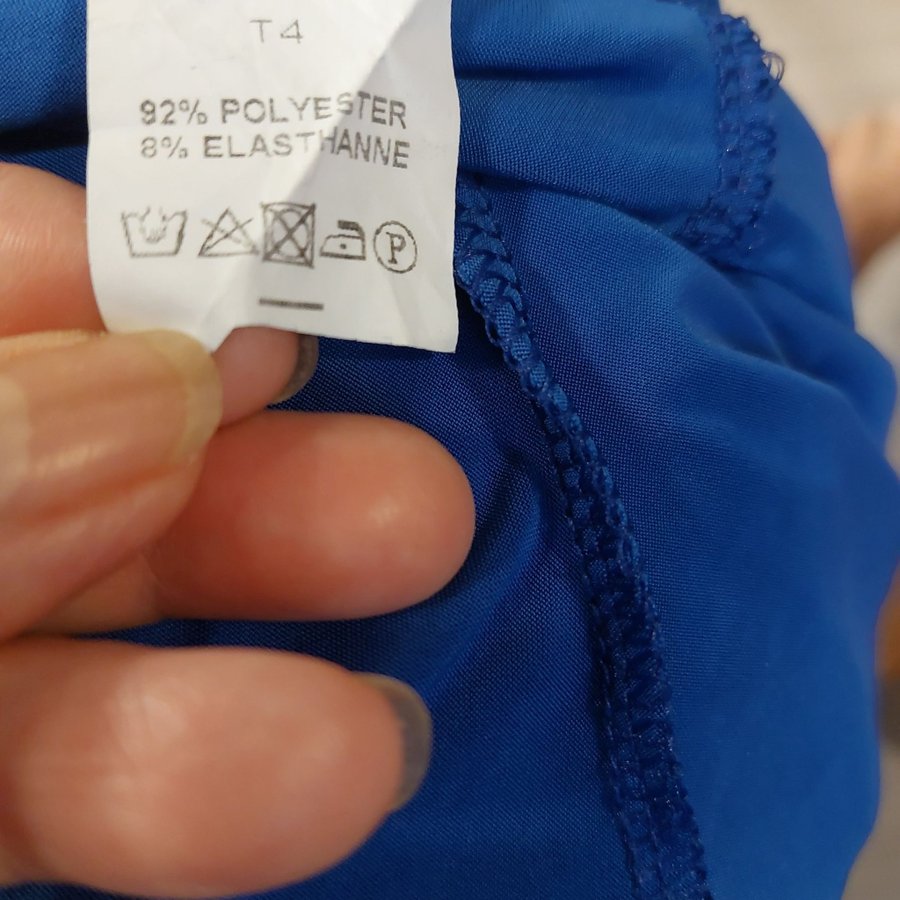 T4
92% POLYESTER
8% ELASTHANNE
P